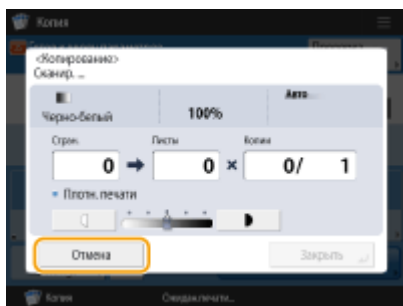 Копия
<Копирование>
Сканир. ...
Черно-белый
100%
Авто
Стран.
Листы
Копии
0
0
0/ 1
Плотн. печати
Отмена
Закрыть
Копия
Ожидан.печати...